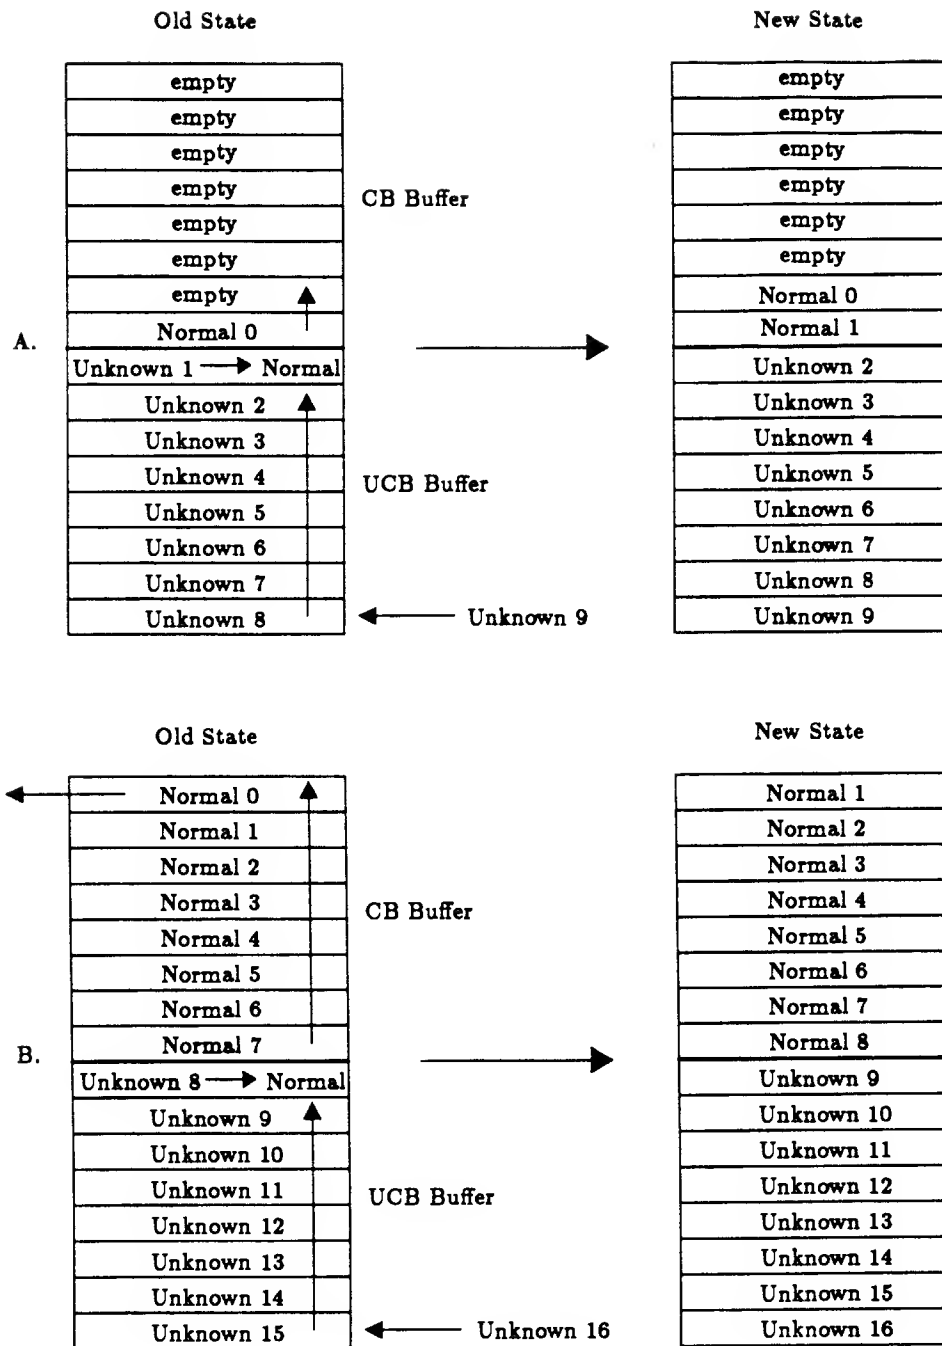 Old State
New State
empty
empty
empty
empty
empty
empty
empty
Normal 0
Unknown 1 Normal
Unknown 2
Unknown 3
Unknown 4
Unknown 5
Unknown 6
Unknown 7
Unknown 8
CB Buffer
A.
UCB Buffer
Unknown 9
empty
empty
empty
empty
empty
empty
Normal 0
Normal 1
Unknown 2
Unknown 3
Unknown 4
Unknown 5
Unknown 6
Unknown 7
Unknown 8
Unknown 9
Old State
New State
Normal 0
Normal 1
Normal 2
Normal 3
Normal 4
Normal 5
Normal 6
Normal 7
Unknown 8 Normal
Unknown 9
Unknown 10
Unknown 11
Unknown 12
Unknown 13
Unknown 14
Unknown 15
CB Buffer
B.
UCB Buffer
Unknown 16
Normal 1
Normal 2
Normal 3
Normal 4
Normal 5
Normal 6
Normal 7
Normal 8
Unknown 9
Unknown 10
Unknown 11
Unknown 12
Unknown 13
Unknown 14
Unknown 15
Unknown 16